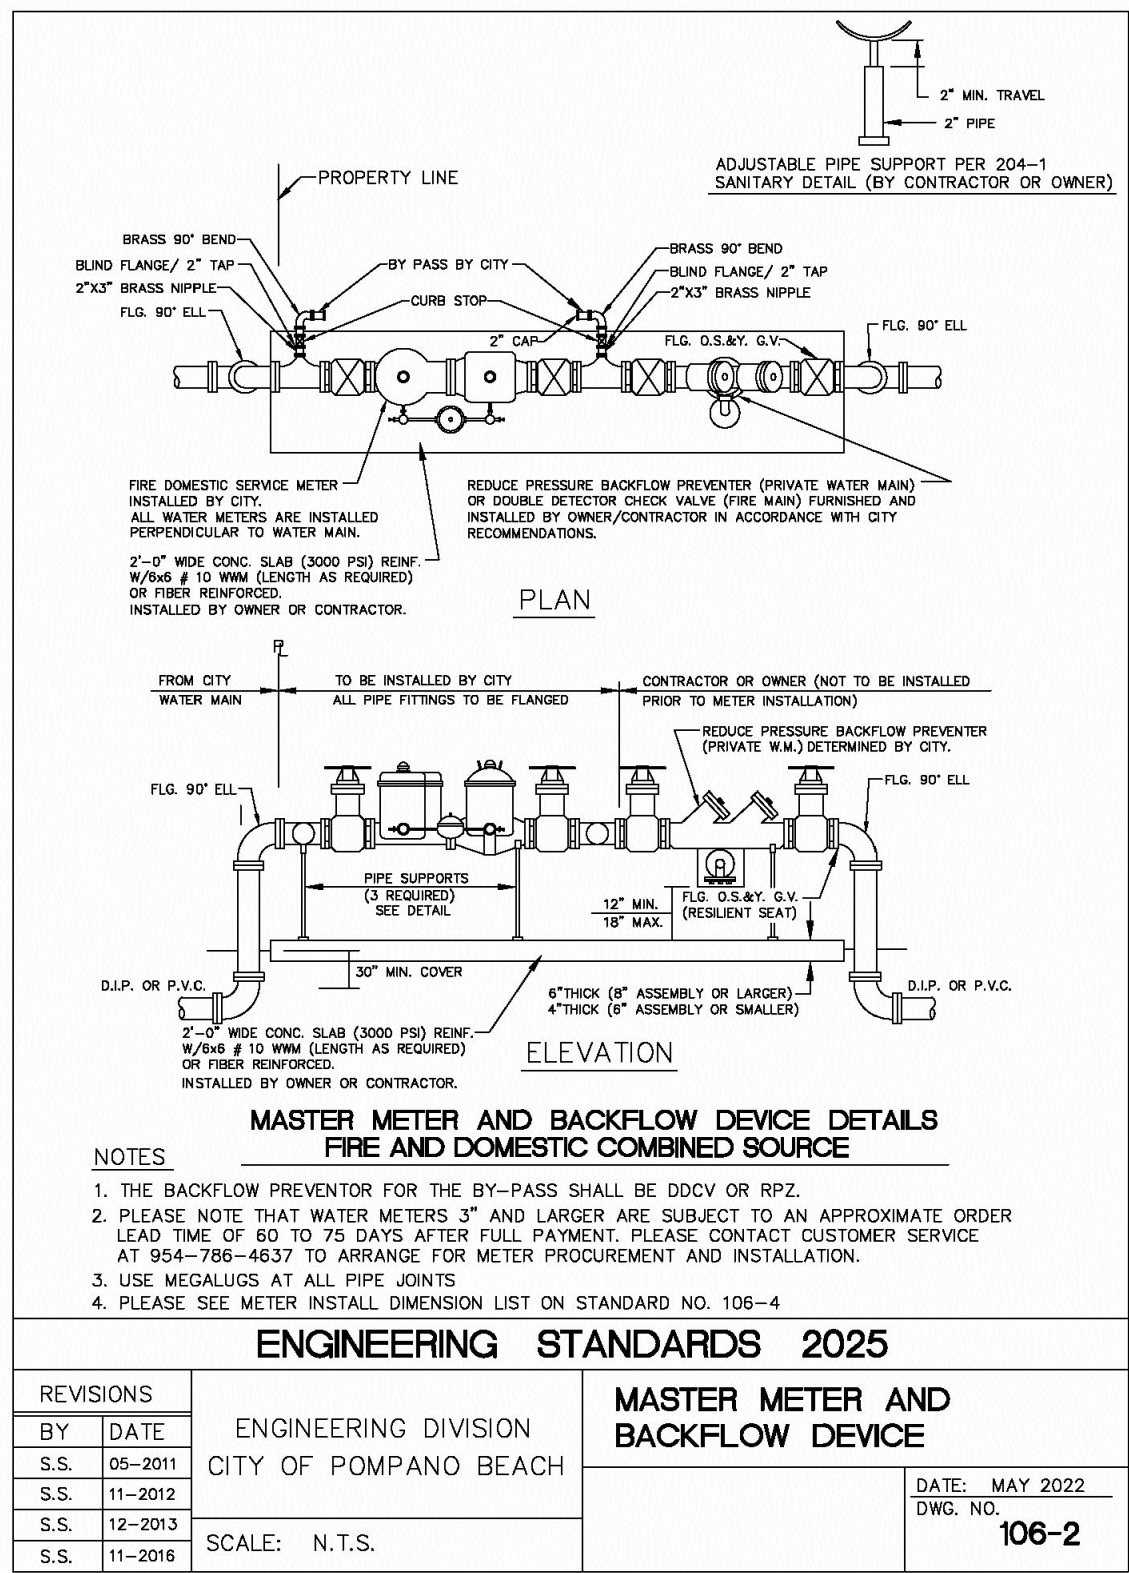 2" MIN. TRAVEL
2" PIPE
ADJUSTABLE PIPE SUPPORT PER 204-1
SANITARY DETAIL (BY CONTRACTOR OR OWNER)
PROPERTY LINE
BRASS 90° BEND
BLIND FLANGE/ 2" TAP
2"X3" BRASS NIPPLE
FLG. 90° ELL
BY PASS BY CITY
CURB STOP
2" CAP
BRASS 90° BEND
BLIND FLANGE/ 2" TAP
2"X3" BRASS NIPPLE
FLG. O.S.&Y. G.V.
FLG. 90° ELL
FIRE DOMESTIC SERVICE METER
INSTALLED BY CITY.
ALL WATER METERS ARE INSTALLED
PERPENDICULAR TO WATER MAIN.
2'-0" WIDE CONC. SLAB (3000 PSI) REINF.
W/6x6 # 10 WWM (LENGTH AS REQUIRED)
OR FIBER REINFORCED.
INSTALLED BY OWNER OR CONTRACTOR.
REDUCE PRESSURE BACKFLOW PREVENTER (PRIVATE WATER MAIN)
OR DOUBLE DETECTOR CHECK VALVE (FIRE MAIN) FURNISHED AND
INSTALLED BY OWNER/CONTRACTOR IN ACCORDANCE WITH CITY
RECOMMENDATIONS.
PLAN
PL
FROM CITY
WATER MAIN
TO BE INSTALLED BY CITY
ALL PIPE FITTINGS TO BE FLANGED
CONTRACTOR OR OWNER (NOT TO BE INSTALLED
PRIOR TO METER INSTALLATION)
REDUCE PRESSURE BACKFLOW PREVENTER
(PRIVATE W.M.) DETERMINED BY CITY.
FLG. 90° ELL
FLG. 90° ELL
PIPE SUPPORTS
(3 REQUIRED)
SEE DETAIL
12" MIN.
18" MAX.
FLG. O.S.&Y. G.V.
(RESILIENT SEAT)
30" MIN. COVER
D.I.P. OR P.V.C.
D.I.P. OR P.V.C.
6"THICK (8" ASSEMBLY OR LARGER)
4"THICK (6" ASSEMBLY OR SMALLER)
2'-0" WIDE CONC. SLAB (3000 PSI) REINF.
W/6x6 # 10 WWM (LENGTH AS REQUIRED)
OR FIBER REINFORCED.
INSTALLED BY OWNER OR CONTRACTOR.
ELEVATION
MASTER METER AND BACKFLOW DEVICE DETAILS
FIRE AND DOMESTIC COMBINED SOURCE
NOTES
1. THE BACKFLOW PREVENTOR FOR THE BY-PASS SHALL BE DDCV OR RPZ.
2. PLEASE NOTE THAT WATER METERS 3" AND LARGER ARE SUBJECT TO AN APPROXIMATE ORDER
LEAD TIME OF 60 TO 75 DAYS AFTER FULL PAYMENT. PLEASE CONTACT CUSTOMER SERVICE
AT 954-786-4637 TO ARRANGE FOR METER PROCUREMENT AND INSTALLATION.
3. USE MEGALUGS AT ALL PIPE JOINTS
4. PLEASE SEE METER INSTALL DIMENSION LIST ON STANDARD NO. 106-4
ENGINEERING STANDARDS 2025
REVISIONS
BY DATE
S.S. 05-2011
S.S. 11-2012
S.S. 12-2013
S.S. 11-2016
ENGINEERING DIVISION
CITY OF POMPANO BEACH
SCALE: N.T.S.
MASTER METER AND
BACKFLOW DEVICE
DATE: MAY 2022
DWG. NO.
106-2